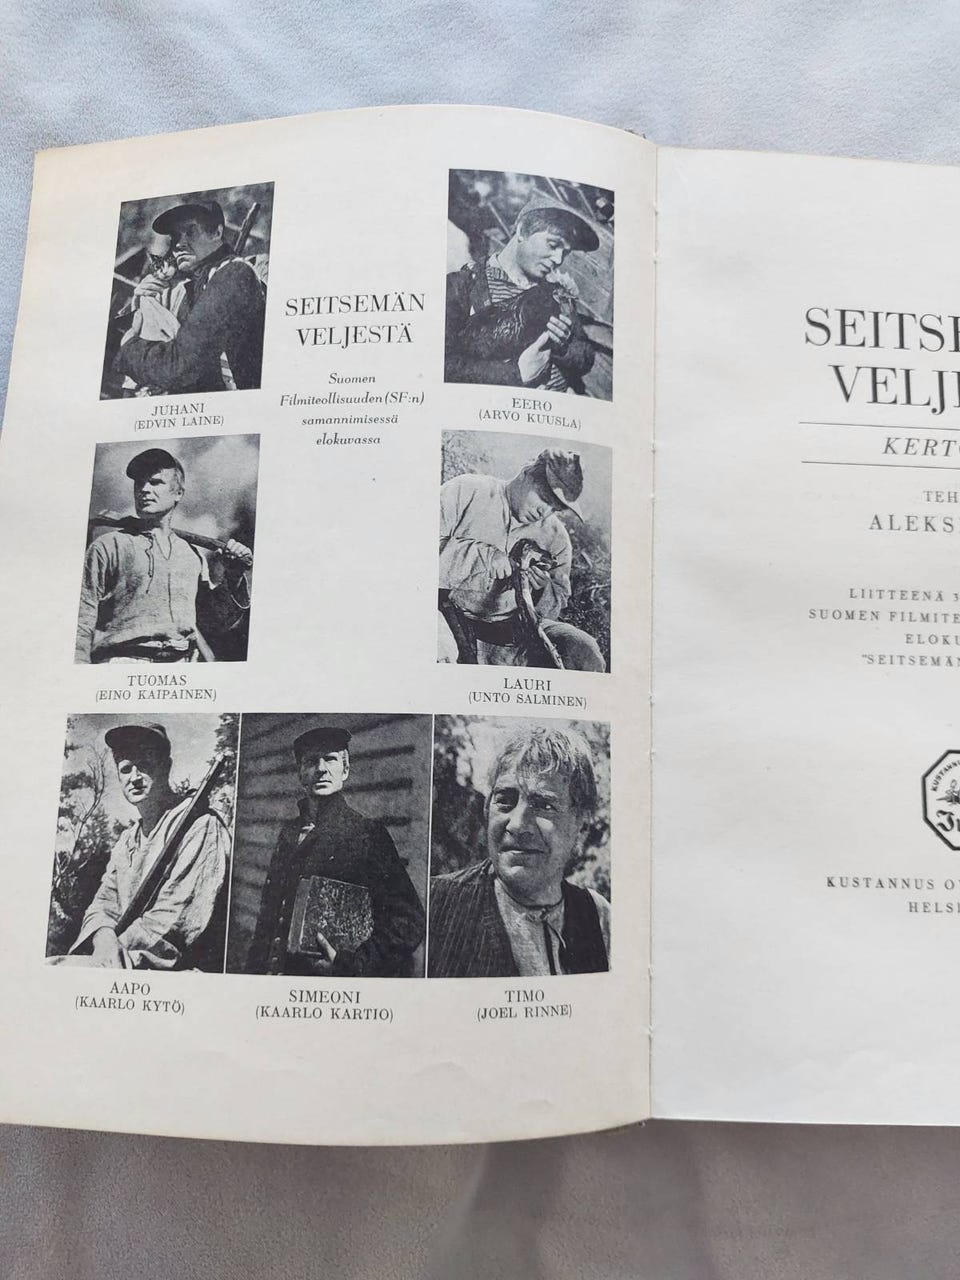 SEITSEMÄN
VELJESTÄ
Suomen
Filmiteollisuuden (SF:n)
samannimisessä
elokuvassa
JUHANI
(EDVIN LAINE)
EERO
(ARVO KUUSLA)
TUOMAS
(EINO KAIPAINEN)
LAURI
(UNTO SALMINEN)
AAPO
(KAARLO KYTÖ)
SIMEONI
(KAARLO KARTIO)
TIMO
(JOEL RINNE)
SEITSE
VELJE
KERTO
TEH
ALEKS
LIITTEENÄ 3
SUOMEN FILMITE
ELOKU
"SEITSEMÄN
KUSTANN
KUSTANNUS O
HELSI